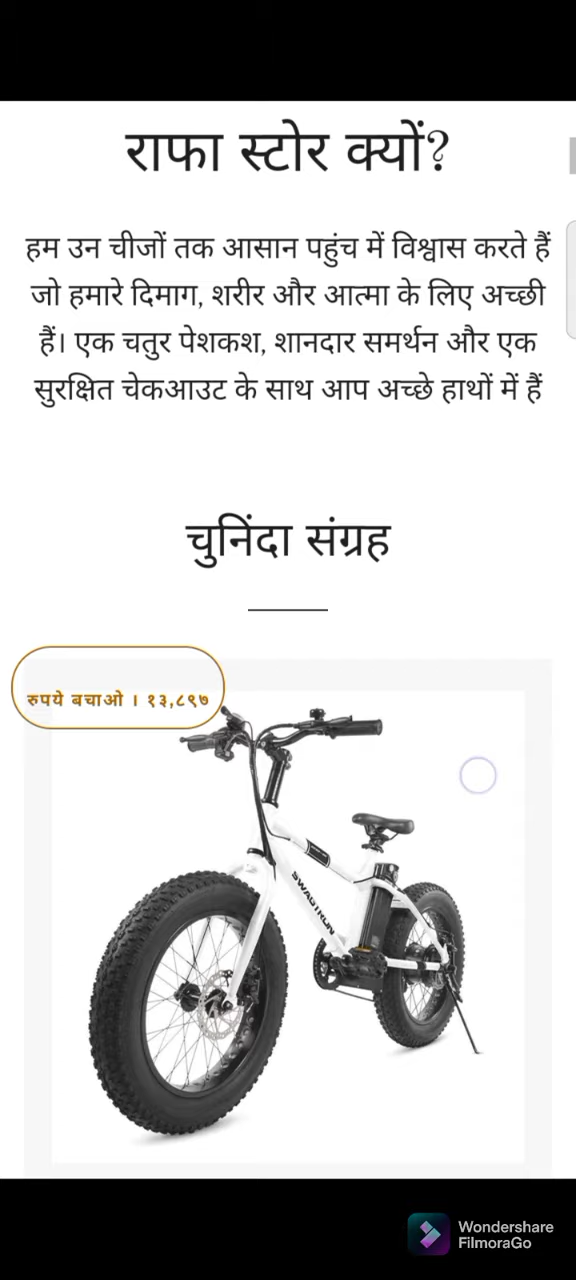 राफा स्टोर क्यों?
हम उन चीजों तक आसान पहुंच में विश्वास करते हैं
जो हमारे दिमाग, शरीर और आत्मा के लिए अच्छी
हैं। एक चतुर पेशकश, शानदार समर्थन और एक
सुरक्षित चेकआउट के साथ आप अच्छे हाथों में हैं
चुनिंदा संग्रह
रुपये बचाओ । १३,८९७
SWAGTRON
Wondershare
FilmoraGo